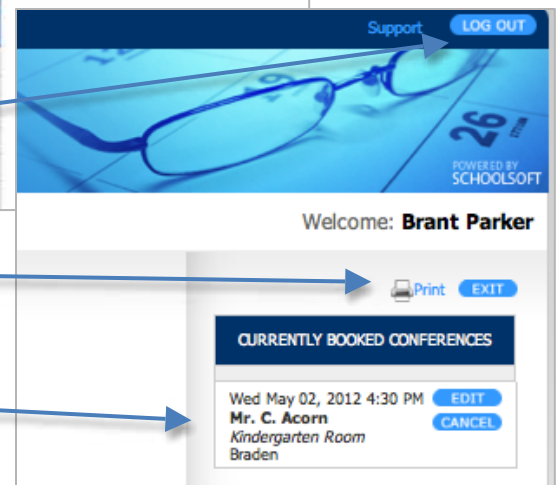 Support LOG OUT
26
POWERED BY
SCHOOLSOFT
Welcome: Brant Parker
Print EXIT
CURRENTLY BOOKED CONFERENCES
Wed May 02, 2012 4:30 PM EDIT
Mr. C. Acorn CANCEL
Kindergarten Room
Braden